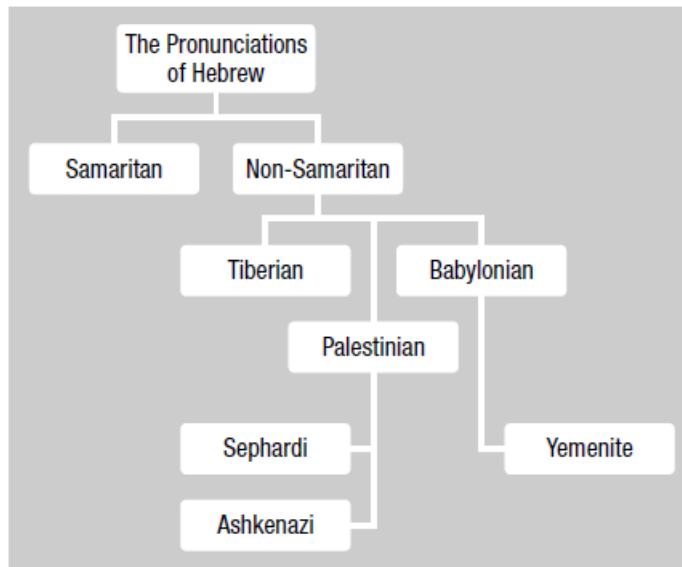 The Pronunciations
of Hebrew
Samaritan
Non-Samaritan
Tiberian
Babylonian
Palestinian
Sephardi
Yemenite
Ashkenazi